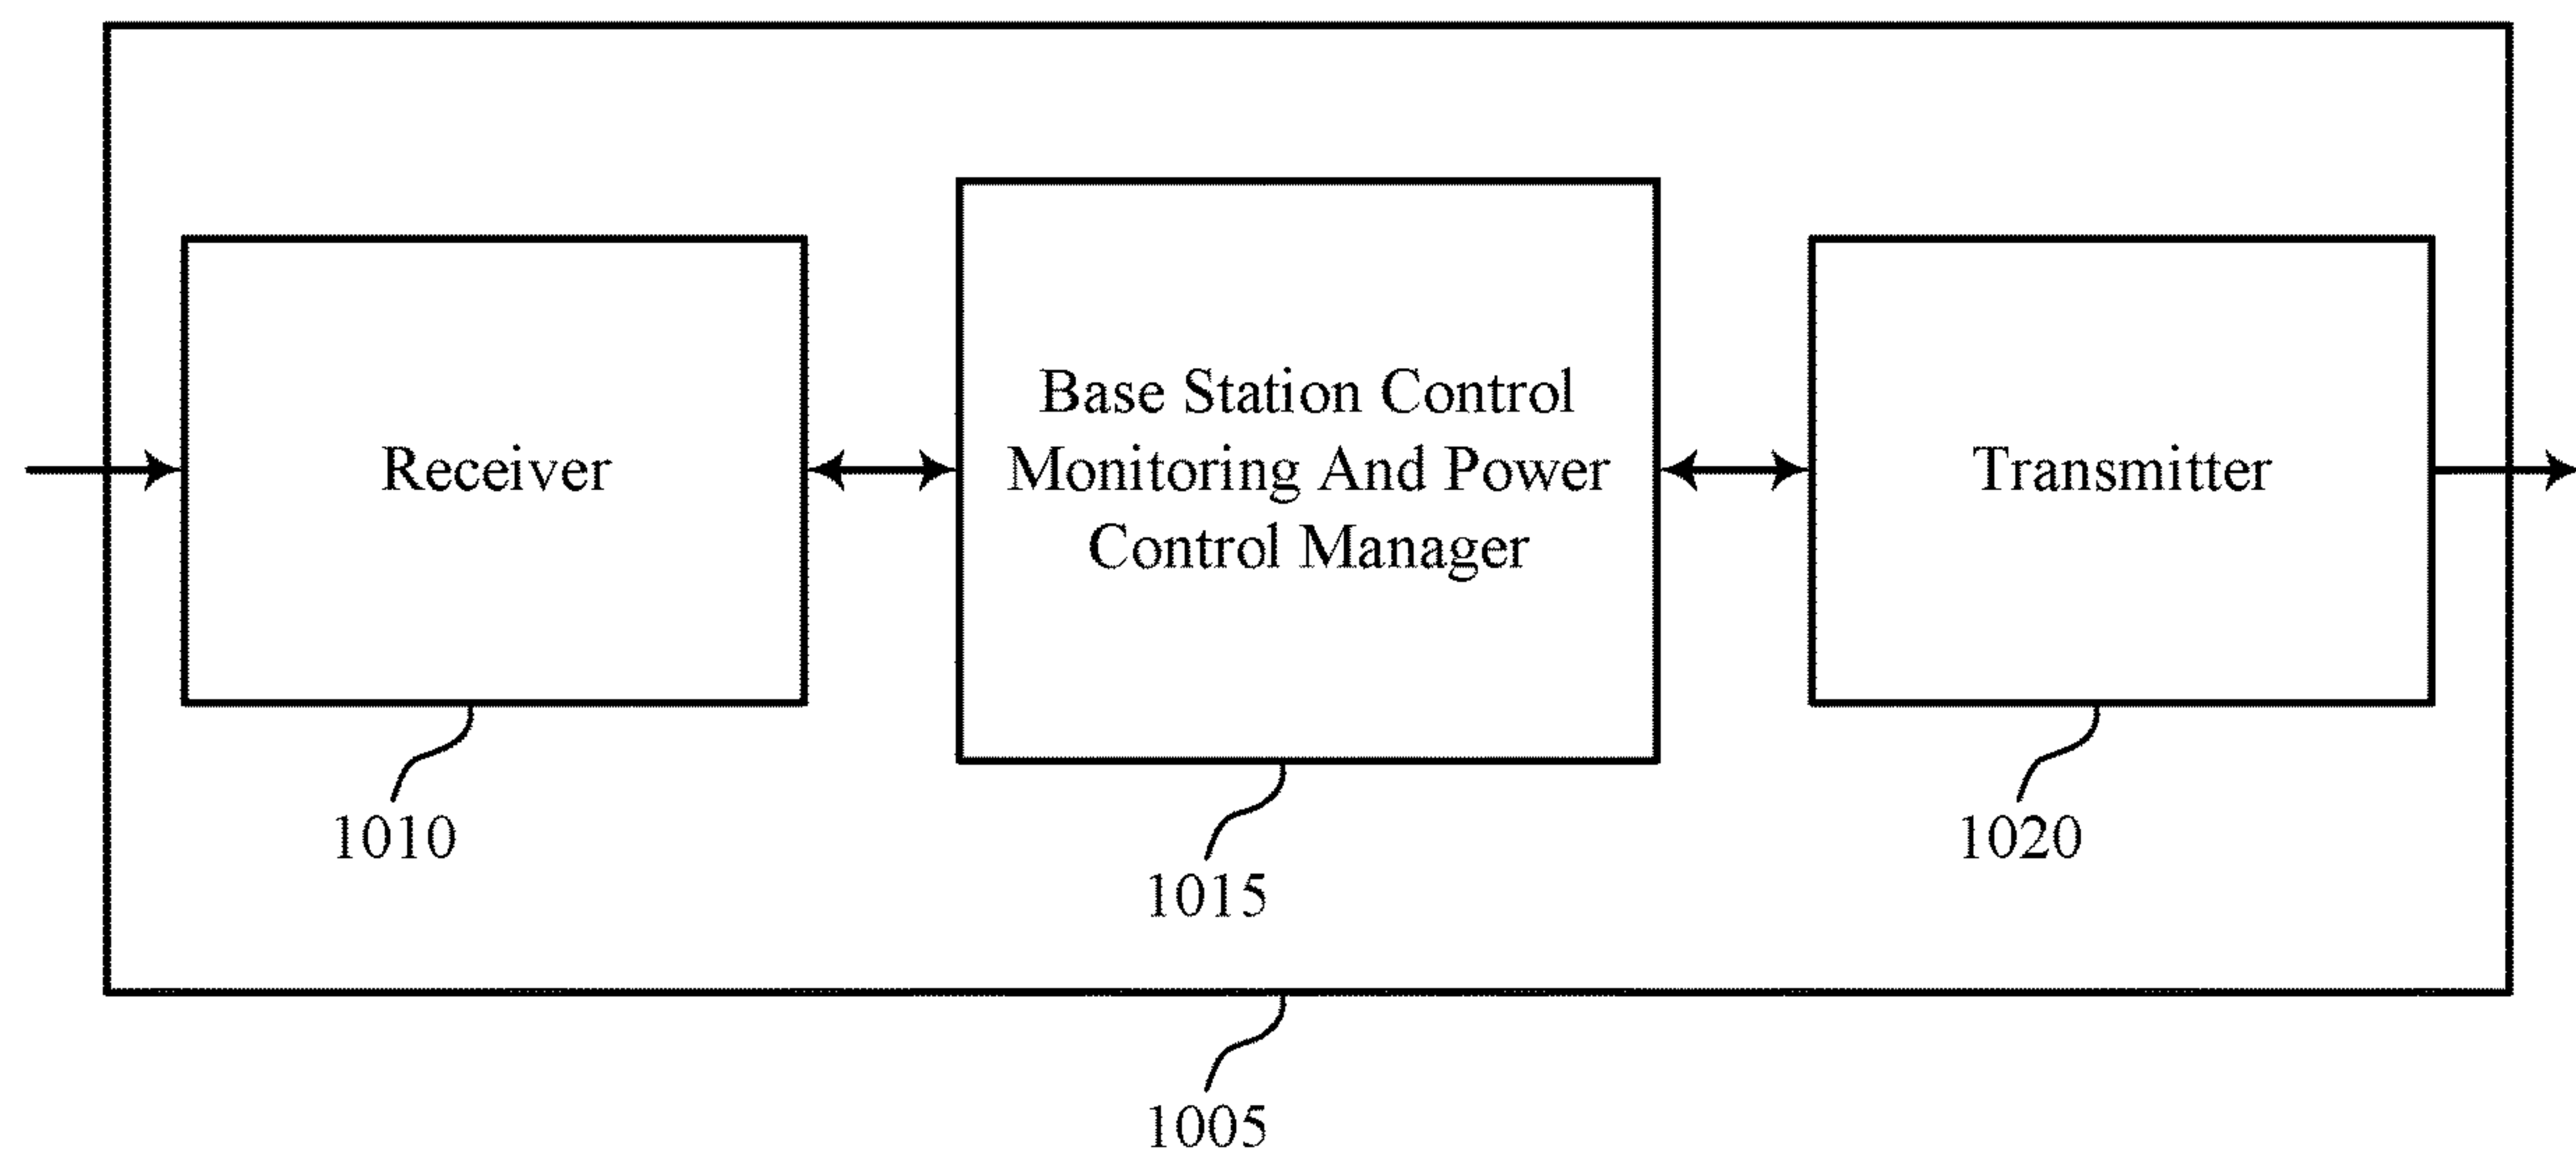 Receiver
Base Station Control
Monitoring And Power
Control Manager
Transmitter
1010
1015
1020
1005